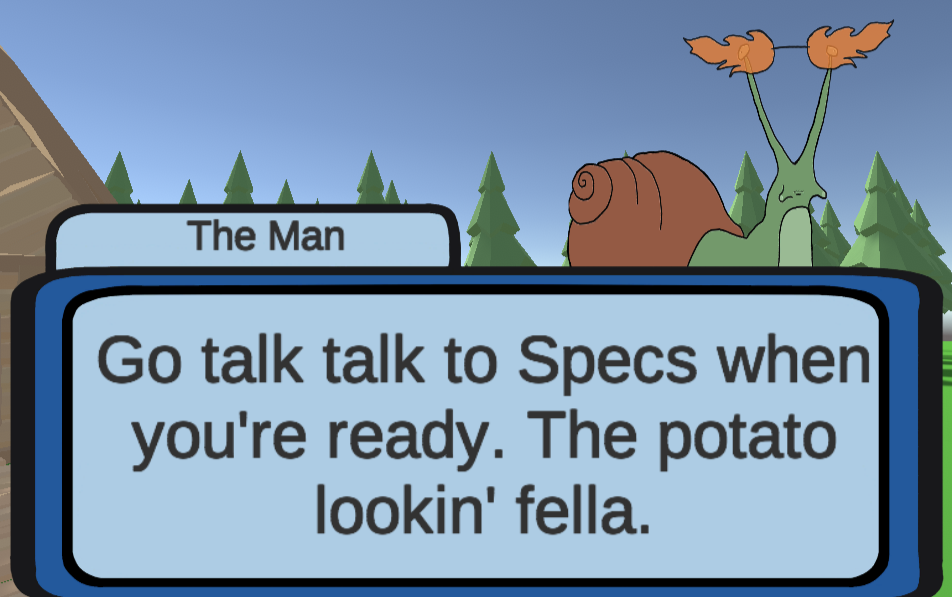 The Man
Go talk talk to Specs when
you're ready. The potato
lookin' fella.